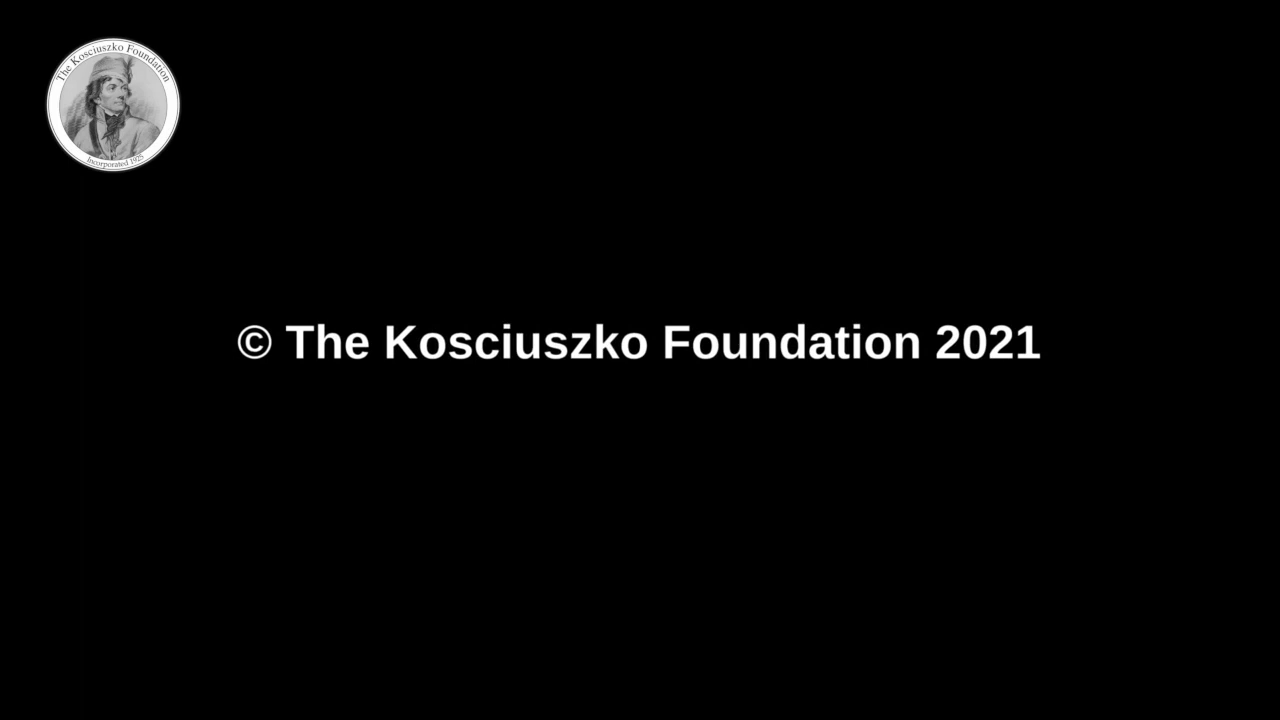 The Kosciuszko Foundation
Incorporated 1925
© The Kosciuszko Foundation 2021